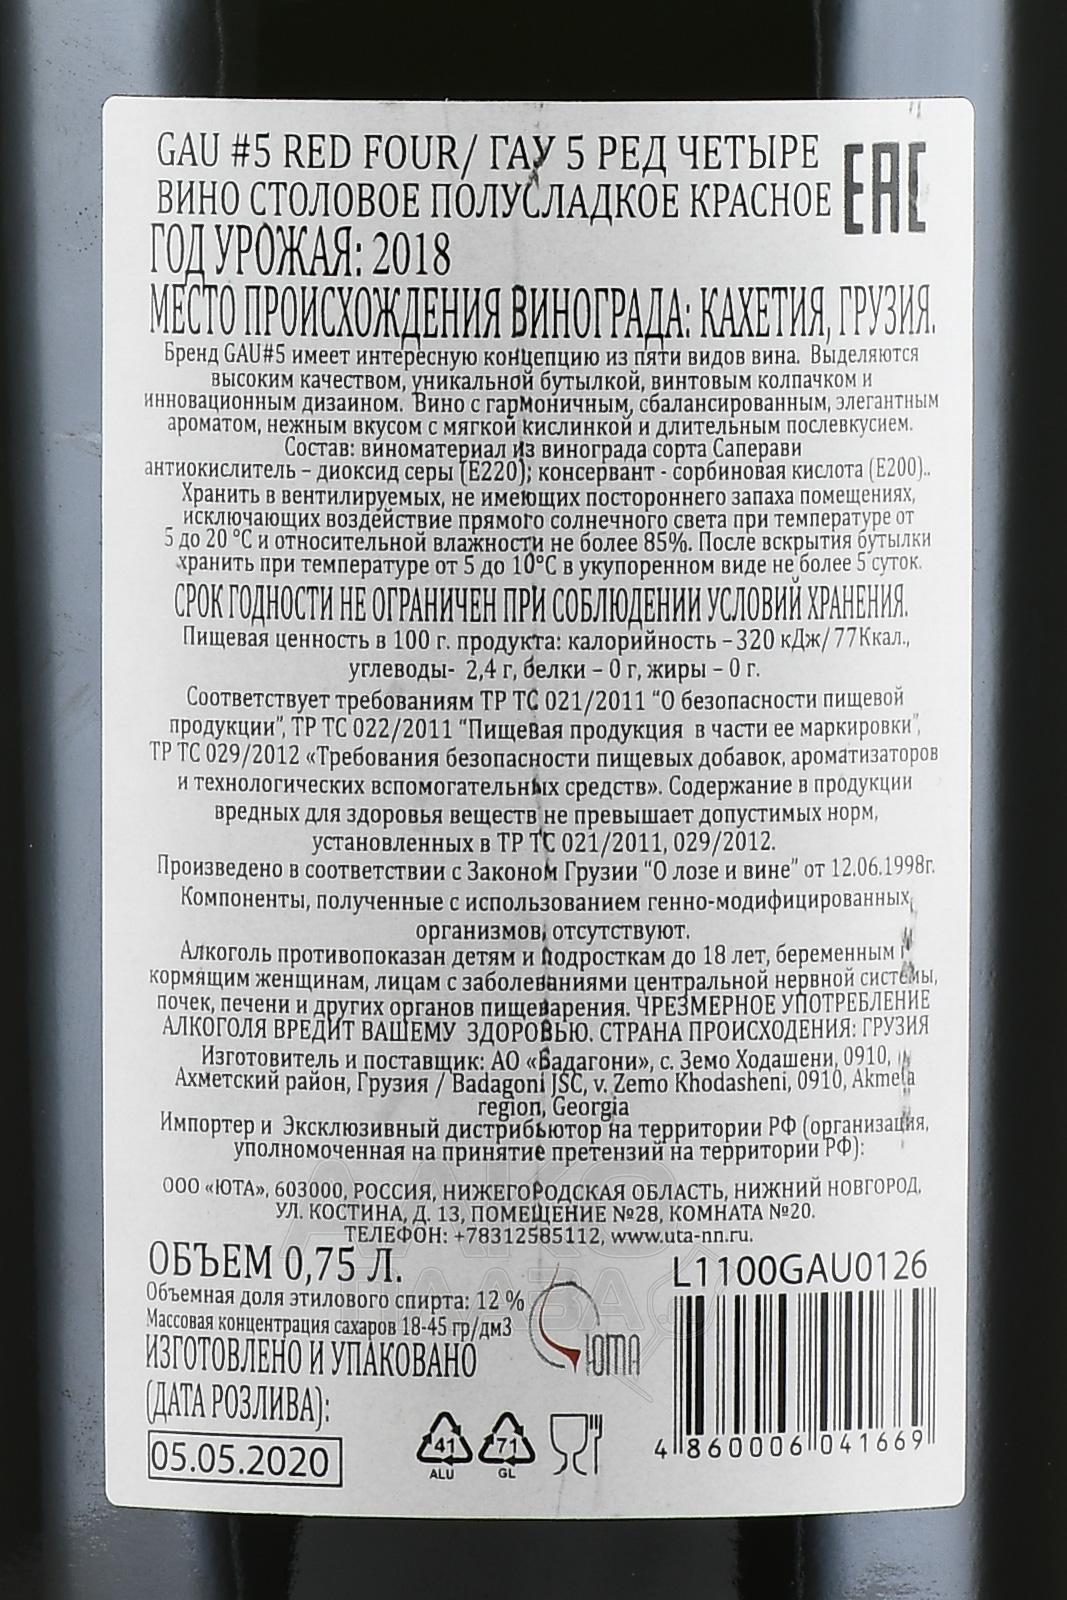 GAU #5 RED FOUR/ ГАУ 5 РЕД ЧЕТЫРЕ
ВИНО СТОЛОВОЕ ПОЛУСЛАДКОЕ КРАСНОЕ
EAC
ГОД УРОЖАЯ: 2018
МЕСТО ПРОИСХОЖДЕНИЯ ВИНОГРАДА: КАХЕТИЯ, ГРУЗИЯ.
Бренд GAU#5 имеет интересную концепцию из пяти видов вина. Выделяются
высоким качеством, уникальной бутылкой, винтовым колпачком и
инновационным дизаином. Вино с гармоничным, сбалансированным, элегантным
ароматом, нежным вкусом с мягкой кислинкой и длительным послевкусием.
Состав: виноматериал из винограда сорта Саперави
антиокислитель – диоксид серы (Е220); консервант - сорбиновая кислота (Е200)..
Хранить в вентилируемых, не имеющих постороннего запаха помещениях,
исключающих воздействие прямого солнечного света при температуре от
5 до 20 °С и относительной влажности не более 85%. После вскрытия бутылки
хранить при температуре от 5 до 10°С в укупоренном виде не более 5 суток.
СРОК ГОДНОСТИ НЕ ОГРАНИЧЕН ПРИ СОБЛЮДЕНИИ УСЛОВИЙ ХРАНЕНИЯ.
Пищевая ценность в 100 г. продукта: калорийность – 320 кДж/ 77Ккал.,
углеводы- 2,4 г, белки – 0 г, жиры – 0 г.
Соответствует требованиям ТР ТС 021/2011 "О безопасности пищевой
продукции", ТР ТС 022/2011 "Пищевая продукция в части ее маркировки",
ТР ТС 029/2012 «Требования безопасности пищевых добавок, ароматизаторов
и технологических вспомогательных средств». Содержание в продукции
вредных для здоровья веществ не превышает допустимых норм,
установленных в ТР ТС 021/2011, 029/2012.
Произведено в соответствии с Законом Грузии "О лозе и вине" от 12.06.1998г.
Компоненты, полученные с использованием генно-модифицированных
организмов, отсутствуют.
Алкоголь противопоказан детям и подросткам до 18 лет, беременным и
кормящим женщинам, лицам с заболеваниями центральной нервной системы,
почек, печени и других органов пищеварения. ЧРЕЗМЕРНОЕ УПОТРЕБЛЕНИЕ
АЛКОГОЛЯ ВРЕДИТ ВАШЕМУ ЗДОРОВЬЮ. СТРАНА ПРОИСХОДЕНИЯ: ГРУЗИЯ
Изготовитель и поставщик: АО «Бадагони», с. Земо Ходашени, 0910,
Ахметский район, Грузия / Badagoni JSC, v. Zemo Khodasheni, 0910, Akmeta
region, Georgia
Импортер и Эксклюзивный дистрибьютор на территории РФ (организация,
уполномоченная на принятие претензий на территории РФ):
ООО «ЮТА», 603000, РОССИЯ, НИЖЕГОРОДСКАЯ ОБЛАСТЬ, НИЖНИЙ НОВГОРОД,
УЛ. КОСТИНА, Д. 13, ПОМЕЩЕНИЕ №28, КОМНАТА №20.
ТЕЛЕФОН: +78312585112, www.uta-nn.ru.
ОБЪЕМ 0,75 Л.
Объемная доля этилового спирта: 12 %
Массовая концентрация сахаров 18-45 гр/дм3
ИЗГОТОВЛЕНО И УПАКОВАНО
(ДАТА РОЗЛИВА):
05.05.2020
ЮТА
41
ALU
71
GL
L1100GAU0126
4 860006 041669